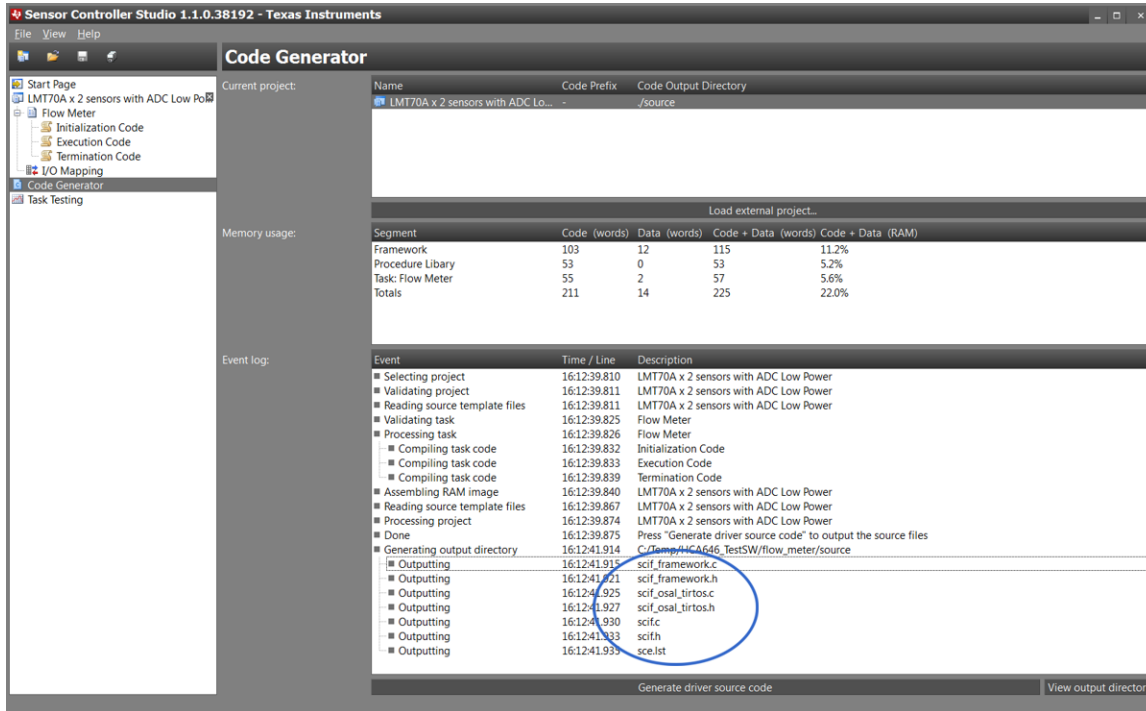 Sensor Controller Studio 1.1.0.38192 - Texas Instruments
File View Help
Code Generator
Start Page
LMT70A x 2 sensors with ADC Low Po
Flow Meter
Initialization Code
Execution Code
Termination Code
I/O Mapping
Code Generator
Task Testing
Current project:
Name Code Prefix Code Output Directory
LMT70A x 2 sensors with ADC Lo... - ./source
Load external project...
Memory usage:
Segment Code (words) Data (words) Code + Data (words) Code + Data (RAM)
Framework 103 12 115 11.2%
Procedure Libary 53 0 53 5.2%
Task: Flow Meter 55 2 57 5.6%
Totals 211 14 225 22.0%
Event log:
Event Time / Line Description
Selecting project 16:12:39.810 LMT70A x 2 sensors with ADC Low Power
Validating project 16:12:39.811 LMT70A x 2 sensors with ADC Low Power
Reading source template files 16:12:39.811 LMT70A x 2 sensors with ADC Low Power
Validating task 16:12:39.825 Flow Meter
Processing task 16:12:39.826 Flow Meter
Compiling task code 16:12:39.832 Initialization Code
Compiling task code 16:12:39.833 Execution Code
Compiling task code 16:12:39.839 Termination Code
Assembling RAM image 16:12:39.840 LMT70A x 2 sensors with ADC Low Power
Reading source template files 16:12:39.867 LMT70A x 2 sensors with ADC Low Power
Processing project 16:12:39.874 LMT70A x 2 sensors with ADC Low Power
Done 16:12:39.875 Press "Generate driver source code" to output the source files
Generating output directory 16:12:41.914 C:/Temp/HCA646_TestSW/flow_meter/source
Outputting 16:12:41.915 scif_framework.c
Outputting 16:12:41.921 scif_framework.h
Outputting 16:12:41.925 scif_osal_tirtos.c
Outputting 16:12:41.927 scif_osal_tirtos.h
Outputting 16:12:41.930 scif.c
Outputting 16:12:41.933 scif.h
Outputting 16:12:41.935 sce.lst
Generate driver source code
View output director